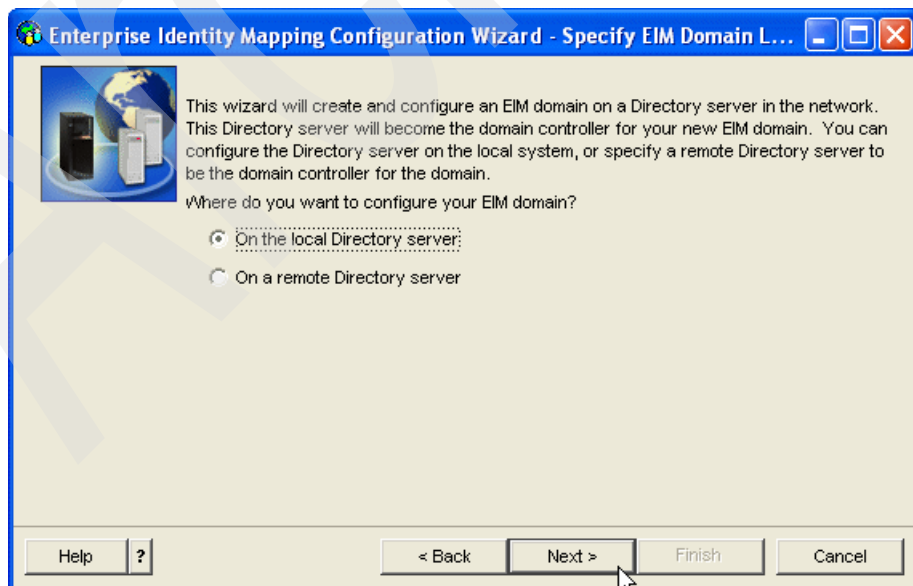 Enterprise Identity Mapping Configuration Wizard - Specify EIM Domain L...
This wizard will create and configure an EIM domain on a Directory server in the network.
This Directory server will become the domain controller for your new EIM domain. You can
configure the Directory server on the local system, or specify a remote Directory server to
be the domain controller for the domain.
Where do you want to configure your EIM domain?
On the local Directory server
On a remote Directory server
Help ? < Back Next > Finish Cancel